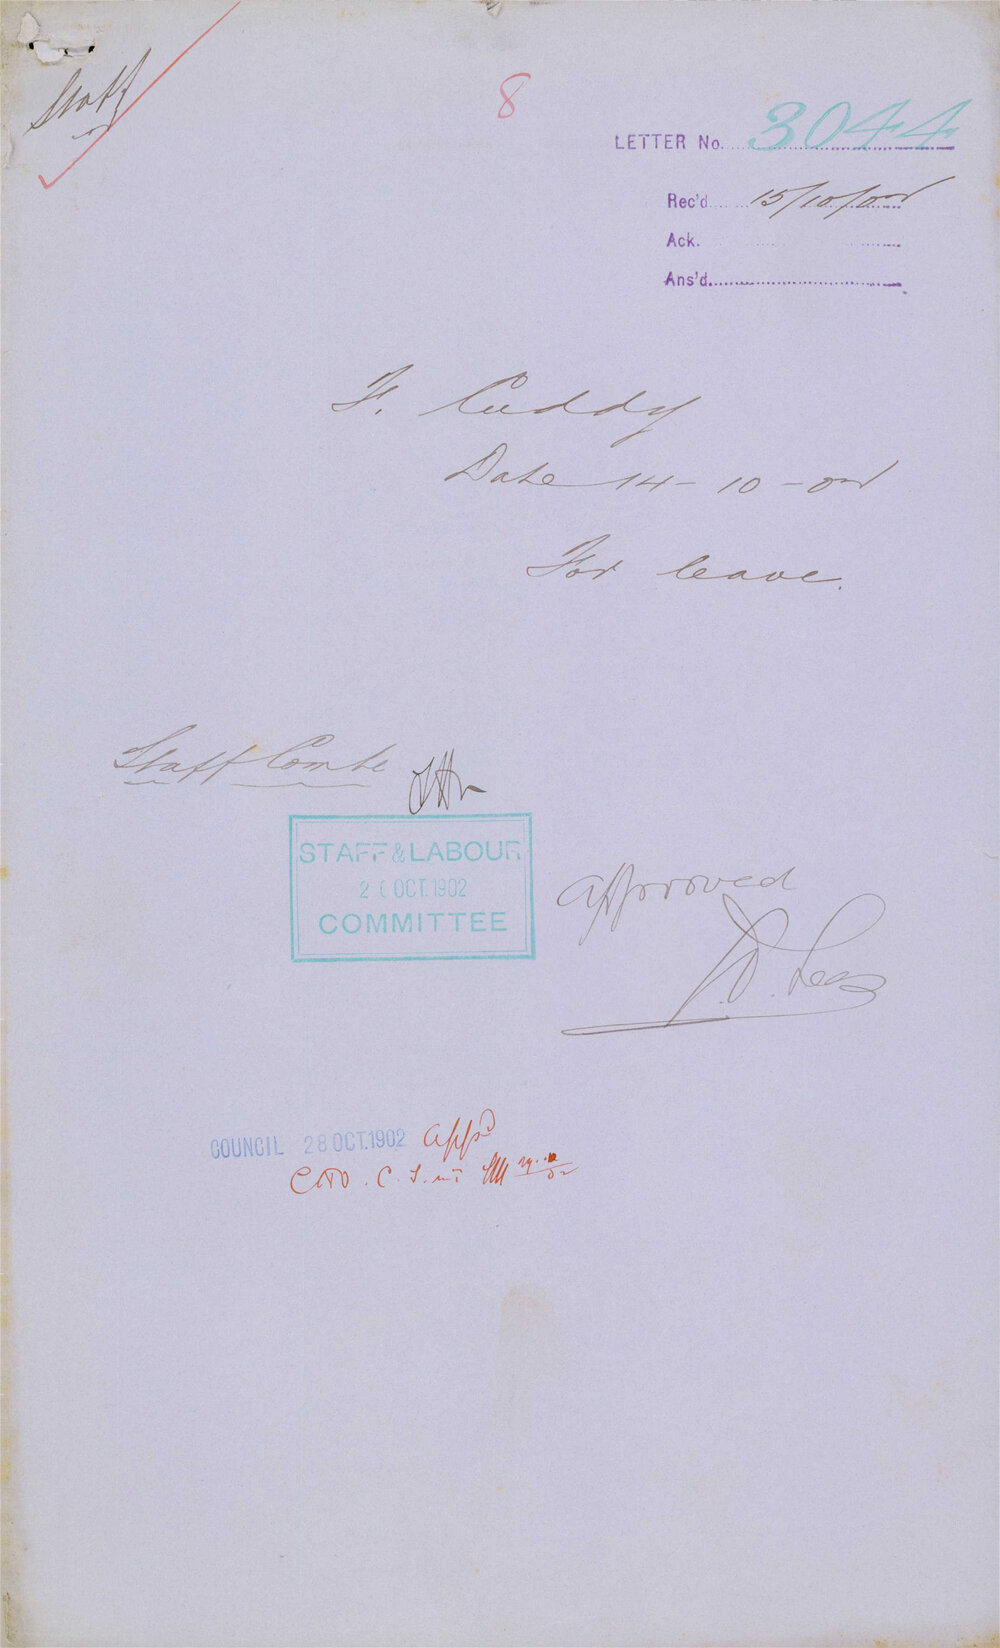 Staff
8
LETTER No. 3044
Rec'd 15/10/02
Ack.
Ans'd.
F. Cuddy
Date 14-10-02
For leave.
Staff Comte
STAFF & LABOUR
OCT. 1902
COMMITTEE
Approved
COUNCIL 28 OCT. 1902 Appd